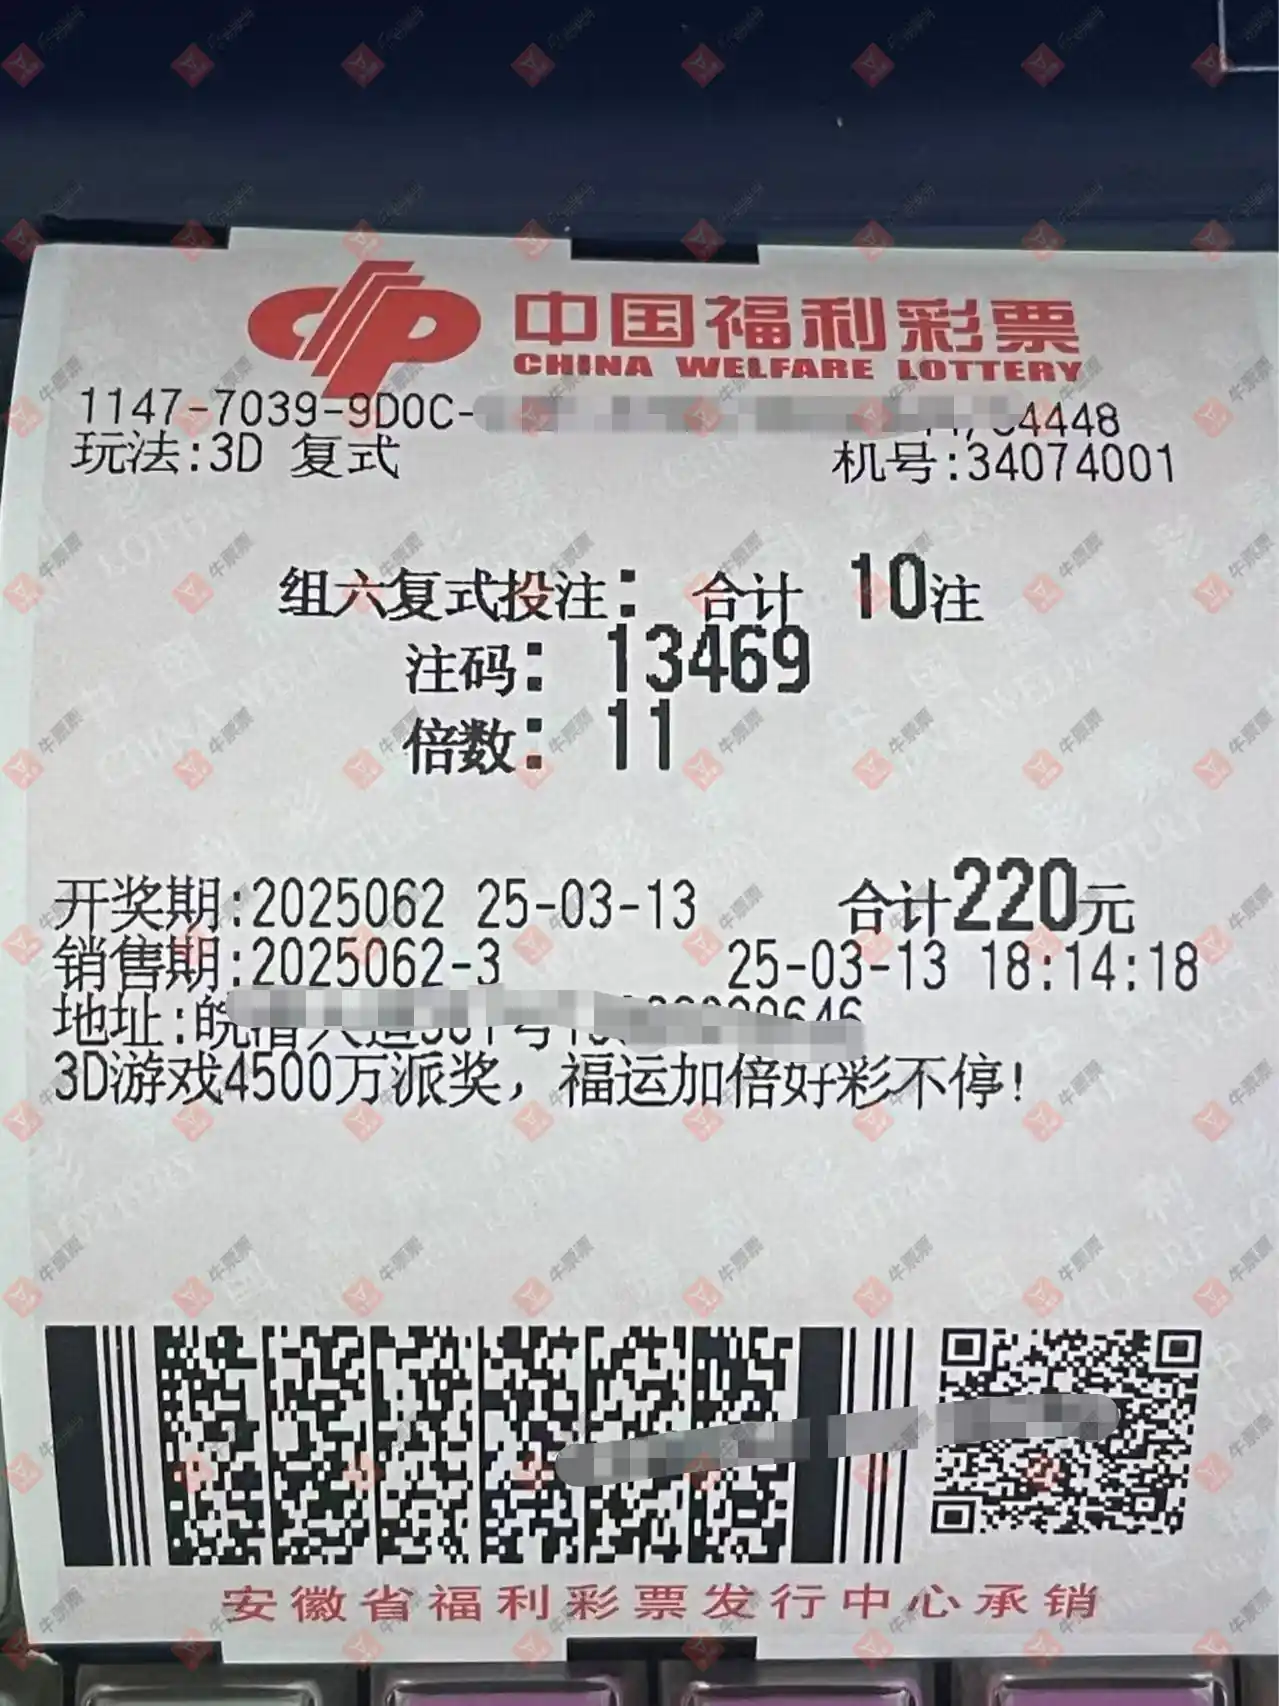 中国福利彩票
CHINA WELFARE LOTTERY
1147-7039-9D0C-
4448
玩法:3D 复式 机号:34074001
组六复式投注: 合计 10注
注码: 13469
倍数: 11
开奖期:2025062 25-03-13 合计220元
销售期:2025062-3 25-03-13 18:14:18
地址:皖
3D游戏4500万派奖，福运加倍好彩不停!
安徽省福利彩票发行中心承销
牛票票